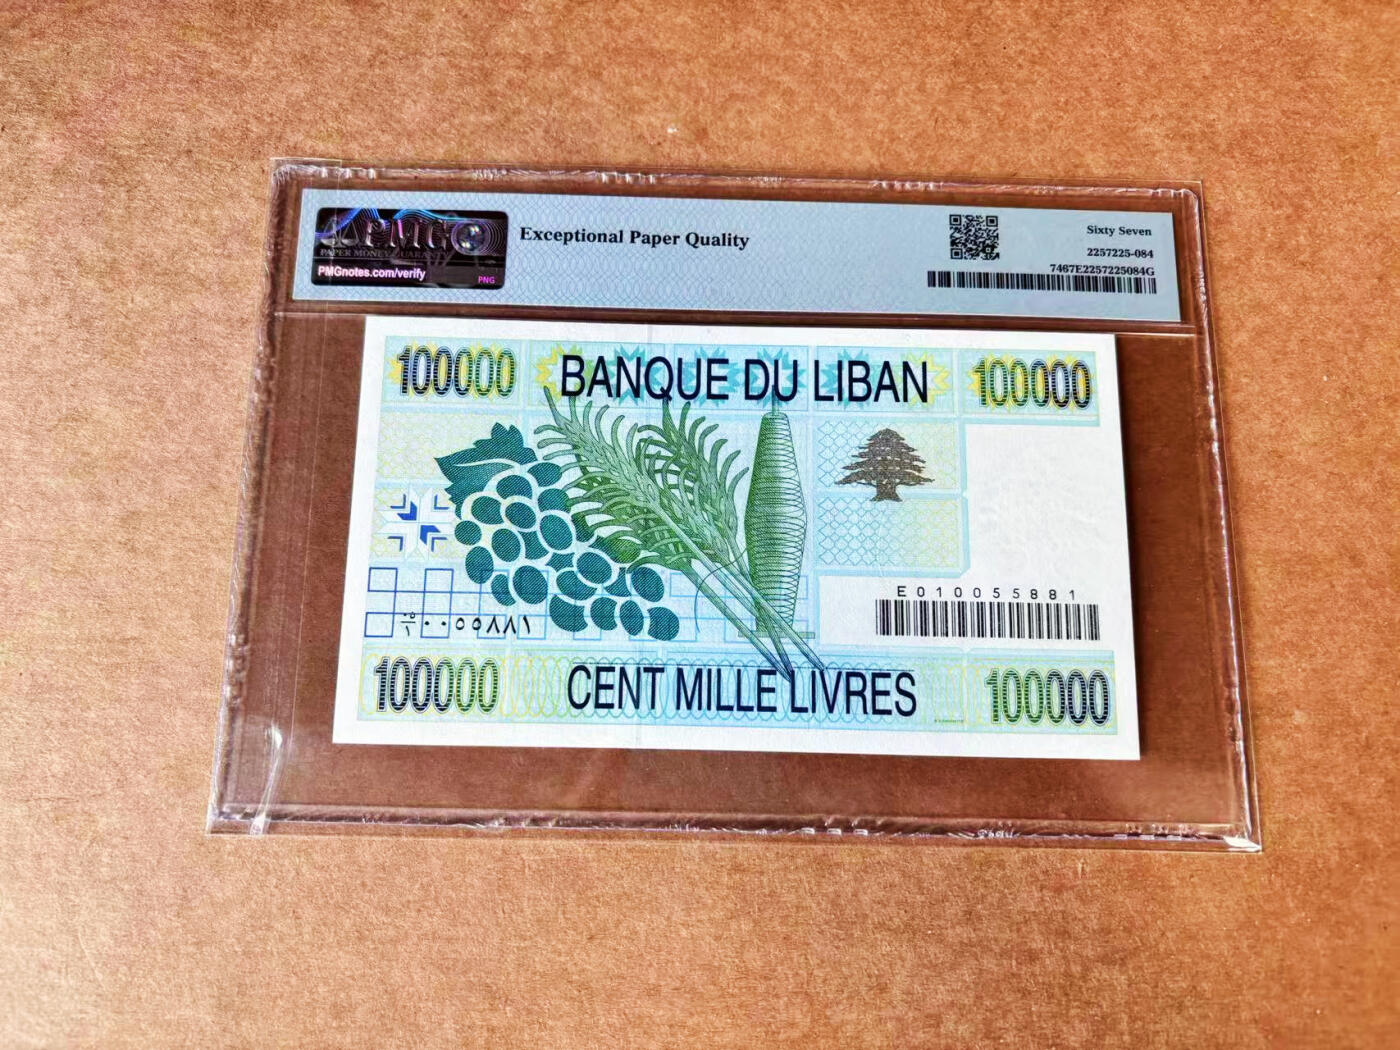 PMG
PAPER MONEY GUARANTY
PMGnotes.com/verify
PNG
Exceptional Paper Quality
Sixty Seven
2257225-084
7467E2257225084G
100000
BANQUE DU LIBAN
100000
E010055881
٠٠٥٥٨٨١
100000
CENT MILLE LIVRES
100000